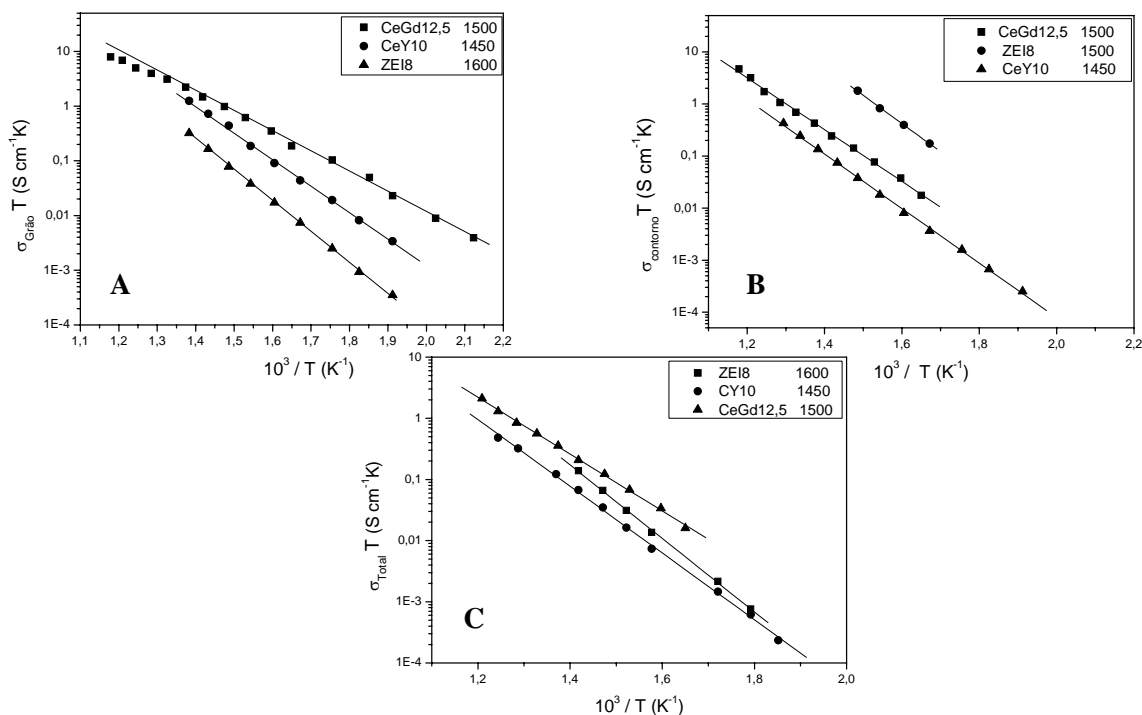 CeGd12,5 1500
CeY10 1450
ZEI8 1600
10
1
0,1
0,01
1E-3
1E-4
σGrão T (S cm⁻¹K)
A
1,1 1,2 1,3 1,4 1,5 1,6 1,7 1,8 1,9 2,0 2,1 2,2
10³ / T (K⁻¹)
CeGd12,5 1500
ZEI8 1500
CeY10 1450
10
1
0,1
0,01
1E-3
1E-4
σcontorno T (S cm⁻¹K)
B
1,2 1,4 1,6 1,8 2,0 2,2
10³ / T (K⁻¹)
ZEI8 1600
CY10 1450
CeGd12,5 1500
10
1
0,1
0,01
1E-3
1E-4
σTotal T (S cm⁻¹K)
C
1,2 1,4 1,6 1,8 2,0
10³ / T (K⁻¹)